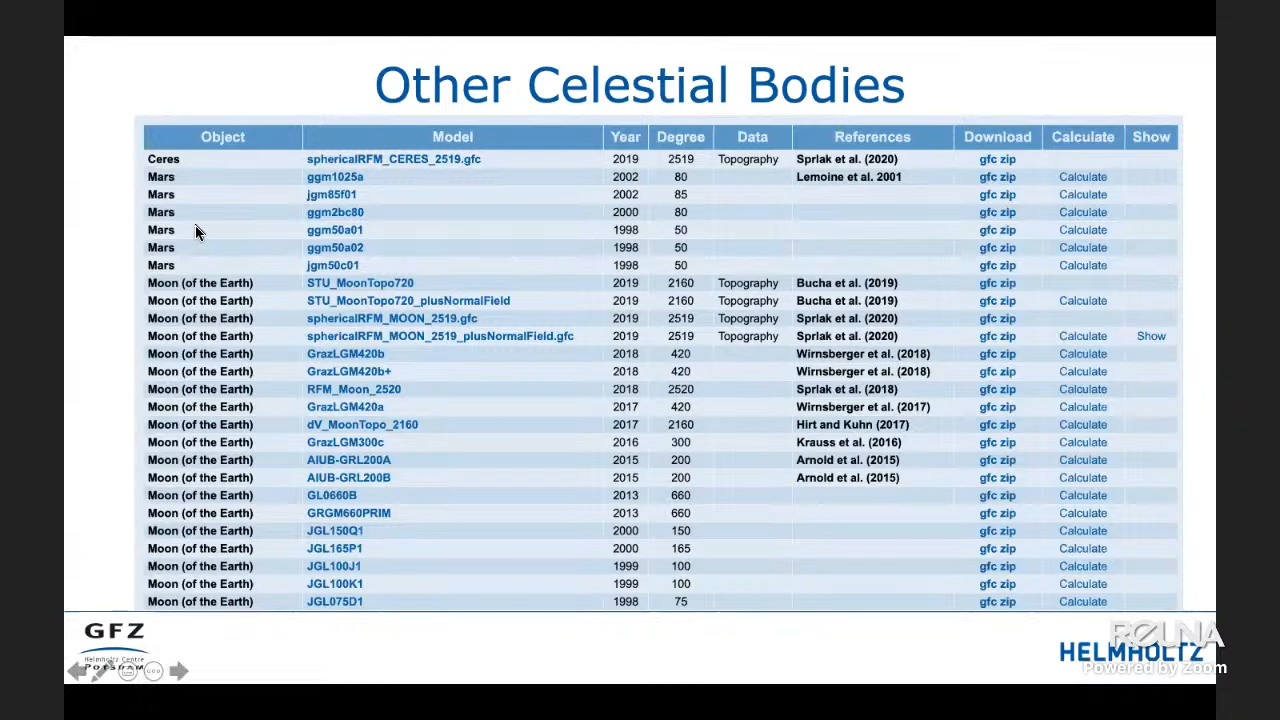 Other Celestial Bodies
Object Model Year Degree Data References Download Calculate Show
Ceres sphericalRFM_CERES_2519.gfc 2019 2519 Topography Sprlak et al. (2020) gfc zip
Mars ggm1025a 2002 80 Lemoine et al. 2001 gfc zip Calculate
Mars jgm85f01 2002 85 gfc zip Calculate
Mars ggm2bc80 2000 80 gfc zip Calculate
Mars ggm50a01 1998 50 gfc zip Calculate
Mars ggm50a02 1998 50 gfc zip Calculate
Mars jgm50c01 1998 50 gfc zip Calculate
Moon (of the Earth) STU_MoonTopo720 2019 2160 Topography Bucha et al. (2019) gfc zip
Moon (of the Earth) STU_MoonTopo720_plusNormalField 2019 2160 Topography Bucha et al. (2019) gfc zip Calculate
Moon (of the Earth) sphericalRFM_MOON_2519.gfc 2019 2519 Topography Sprlak et al. (2020) gfc zip
Moon (of the Earth) sphericalRFM_MOON_2519_plusNormalField.gfc 2019 2519 Topography Sprlak et al. (2020) gfc zip Calculate Show
Moon (of the Earth) GrazLGM420b 2018 420 Wirnsberger et al. (2018) gfc zip Calculate
Moon (of the Earth) GrazLGM420b+ 2018 420 Wirnsberger et al. (2018) gfc zip Calculate
Moon (of the Earth) RFM_Moon_2520 2018 2520 Sprlak et al. (2018) gfc zip Calculate
Moon (of the Earth) GrazLGM420a 2017 420 Wirnsberger et al. (2017) gfc zip Calculate
Moon (of the Earth) dV_MoonTopo_2160 2017 2160 Hirt and Kuhn (2017) gfc zip Calculate
Moon (of the Earth) GrazLGM300c 2016 300 Krauss et al. (2016) gfc zip Calculate
Moon (of the Earth) AIUB-GRL200A 2015 200 Arnold et al. (2015) gfc zip Calculate
Moon (of the Earth) AIUB-GRL200B 2015 200 Arnold et al. (2015) gfc zip Calculate
Moon (of the Earth) GL0660B 2013 660 gfc zip Calculate
Moon (of the Earth) GRGM660PRIM 2013 660 gfc zip Calculate
Moon (of the Earth) JGL150Q1 2000 150 gfc zip Calculate
Moon (of the Earth) JGL165P1 2000 165 gfc zip Calculate
Moon (of the Earth) JGL100J1 1999 100 gfc zip Calculate
Moon (of the Earth) JGL100K1 1999 100 gfc zip Calculate
Moon (of the Earth) JGL075D1 1998 75 gfc zip Calculate
GFZ
Helmholtz Centre
POTSDAM
REUNA
HELMHOLTZ
Powered by Zoom